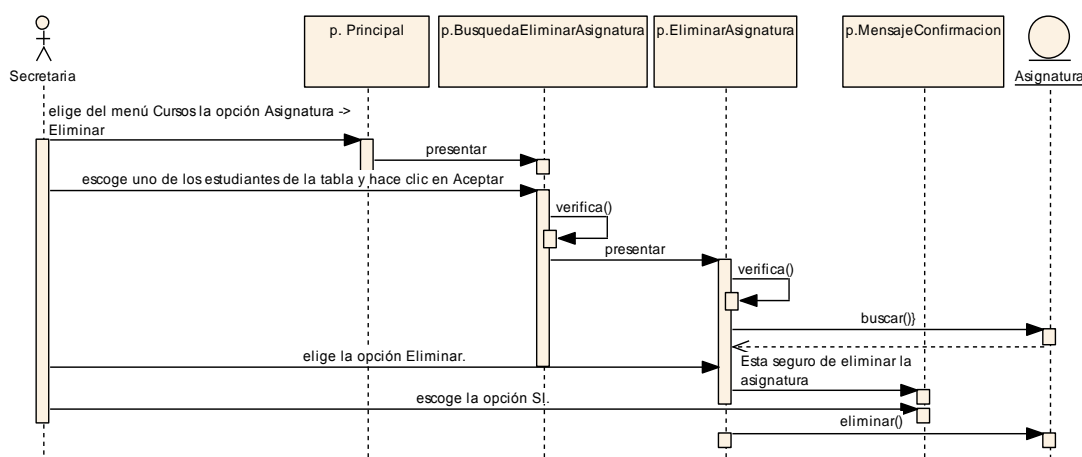 p. Principal
p.BusquedaEliminarAsignatura
p.EliminarAsignatura
p.MensajeConfirmacion
Secretaria
Asignatura
elige del menú Cursos la opción Asignatura ->
Eliminar
presentar
escoge uno de los estudiantes de la tabla y hace clic en Aceptar
verifica()
presentar
verifica()
buscar()}
elige la opción Eliminar.
Esta seguro de eliminar la
asignatura
escoge la opción SI.
eliminar()